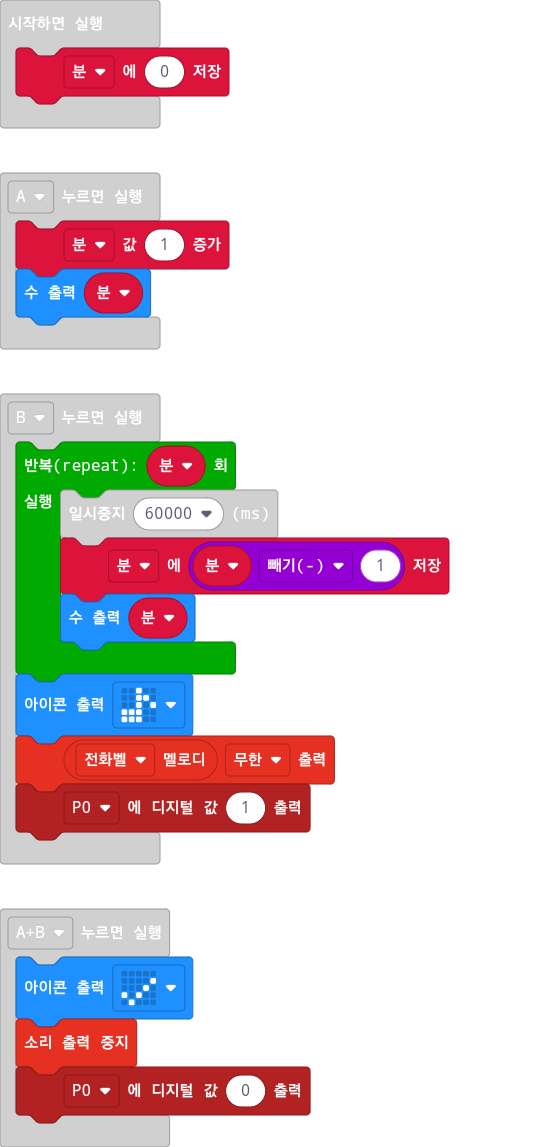 시작하면 실행
분 에 0 저장
A 누르면 실행
분 값 1 증가
수 출력 분
B 누르면 실행
반복(repeat): 분 회
실행 일시중지 60000 (ms)
분 에 분 빼기(-) 1 저장
수 출력 분
아이콘 출력
전화벨 멜로디 무한 출력
P0 에 디지털 값 1 출력
A+B 누르면 실행
아이콘 출력
소리 출력 중지
P0 에 디지털 값 0 출력